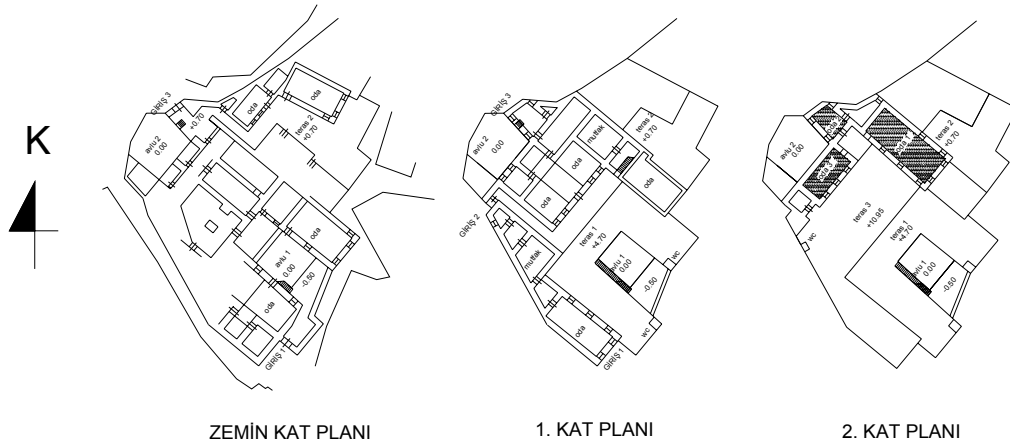 K
GİRİŞ 3
+0.70
avlu 2
0.00
oda
oda
teras 2
+0.70
oda
avlu 1
0.00
-0.50
oda
GİRİŞ 1
ZEMİN KAT PLANI
GİRİŞ 3
avlu 2
0.00
mutfak
teras 2
+0.70
oda
oda
oda
GİRİŞ 2
mutfak
teras 1
+4.70
avlu 1
0.00
-0.50
wc
wc
oda
GİRİŞ 1
1. KAT PLANI
avlu 2
0.00
oda
oda
oda 3
teras 2
+0.70
teras 3
+10.95
teras 1
+4.70
wc
avlu 1
0.00
-0.50
2. KAT PLANI